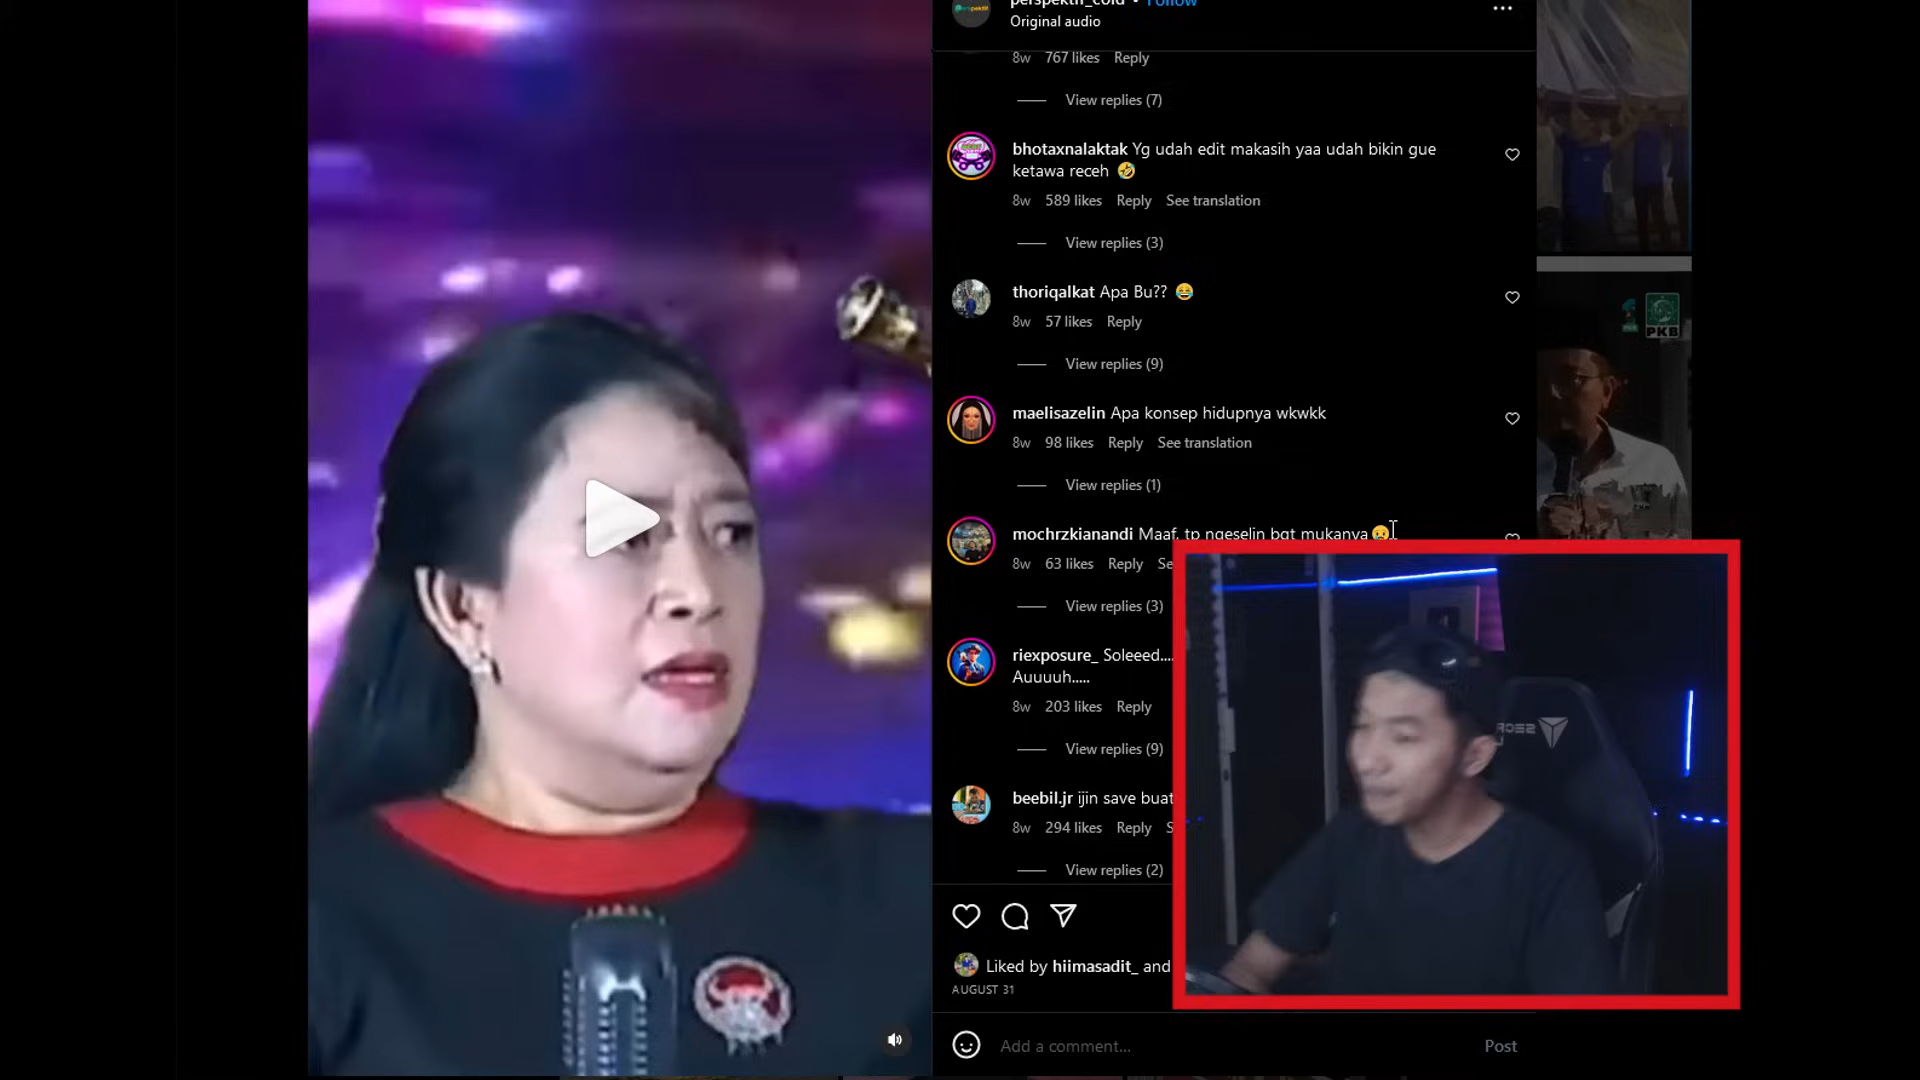 perspektif_cold • Follow
Original audio
8w 767 likes Reply
View replies (7)
bhotaxnalaktak Yg udah edit makasih yaa udah bikin gue
ketawa receh 🤣
8w 589 likes Reply See translation
View replies (3)
thoriqalkat Apa Bu?? 😂
8w 57 likes Reply
View replies (9)
maelisazelin Apa konsep hidupnya wkwkk
8w 98 likes Reply See translation
View replies (1)
mochrzkianandi Maaf, tp ngeselin bgt mukanya 😢
8w 63 likes Reply Se
View replies (3)
riexposure_ Soleeed....
Auuuuh.....
8w 203 likes Reply
View replies (9)
beebil.jr ijin save buat
8w 294 likes Reply S
View replies (2)
Liked by hiimasadit_ and
AUGUST 31
Add a comment...
Post
PKB